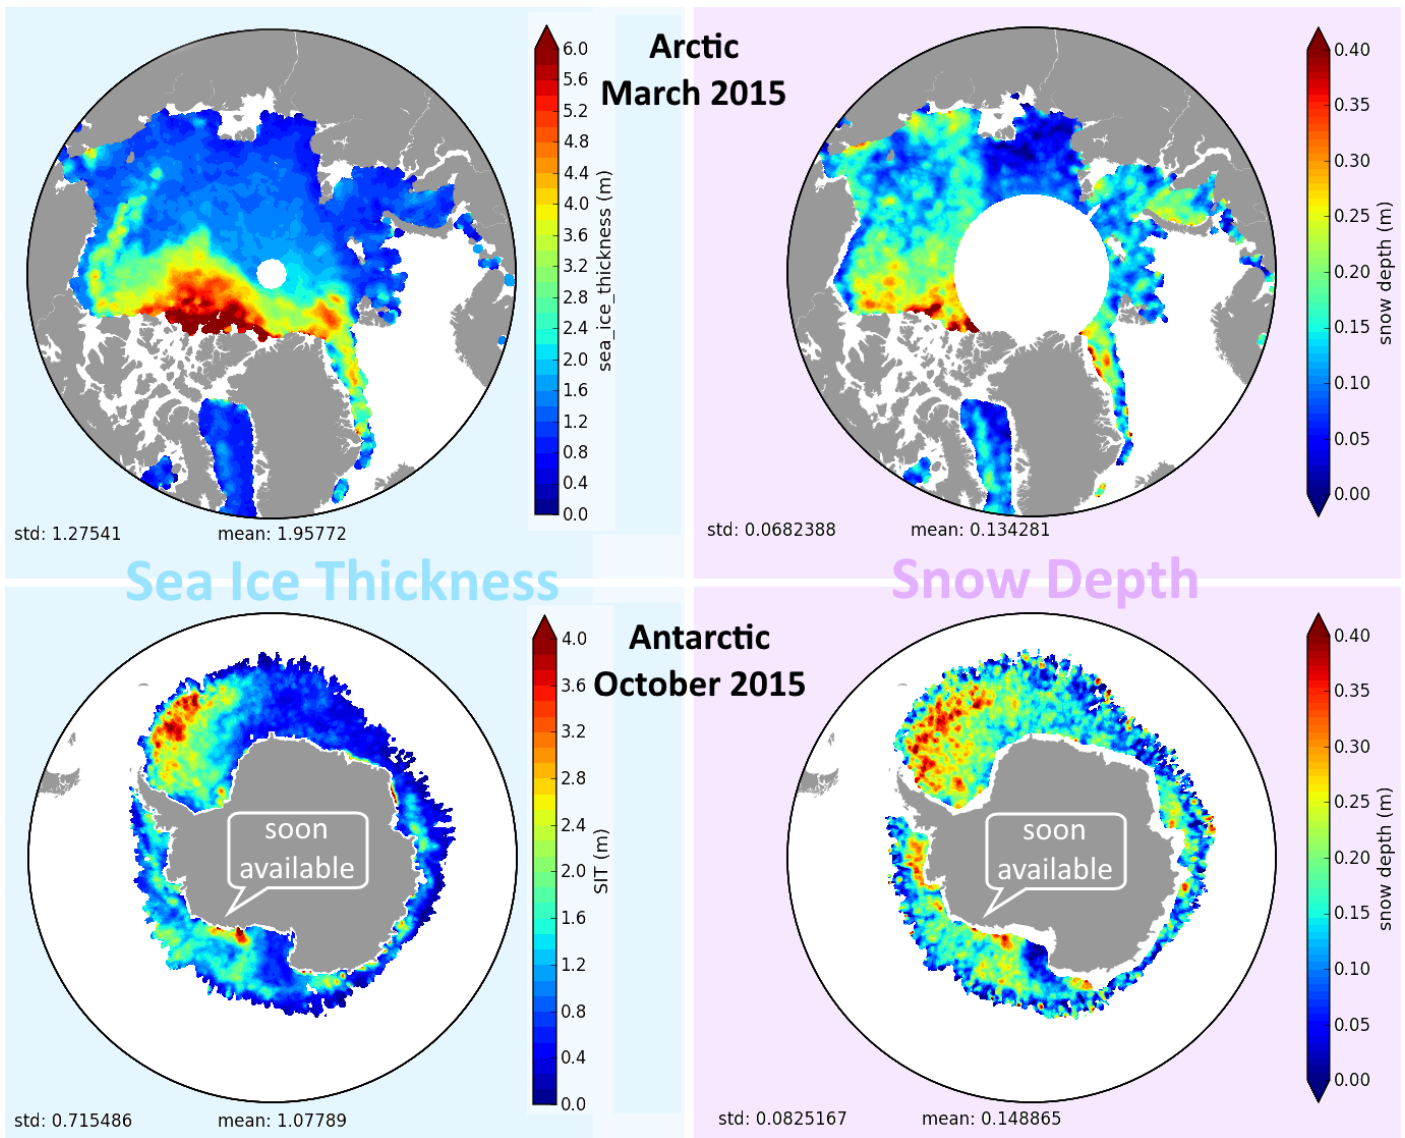 Arctic
March 2015
6.0
5.6
5.2
4.8
4.4
4.0
3.6
3.2
2.8
2.4
2.0
1.6
1.2
0.8
0.4
0.0
sea_ice_thickness (m)
std: 1.27541
mean: 1.95772
0.40
0.35
0.30
0.25
0.20
0.15
0.10
0.05
0.00
snow depth (m)
std: 0.0682388
mean: 0.134281
Sea Ice Thickness
Snow Depth
Antarctic
October 2015
4.0
3.6
3.2
2.8
2.4
2.0
1.6
1.2
0.8
0.4
0.0
SIT (m)
soon
available
std: 0.715486
mean: 1.07789
0.40
0.35
0.30
0.25
0.20
0.15
0.10
0.05
0.00
snow depth (m)
soon
available
std: 0.0825167
mean: 0.148865